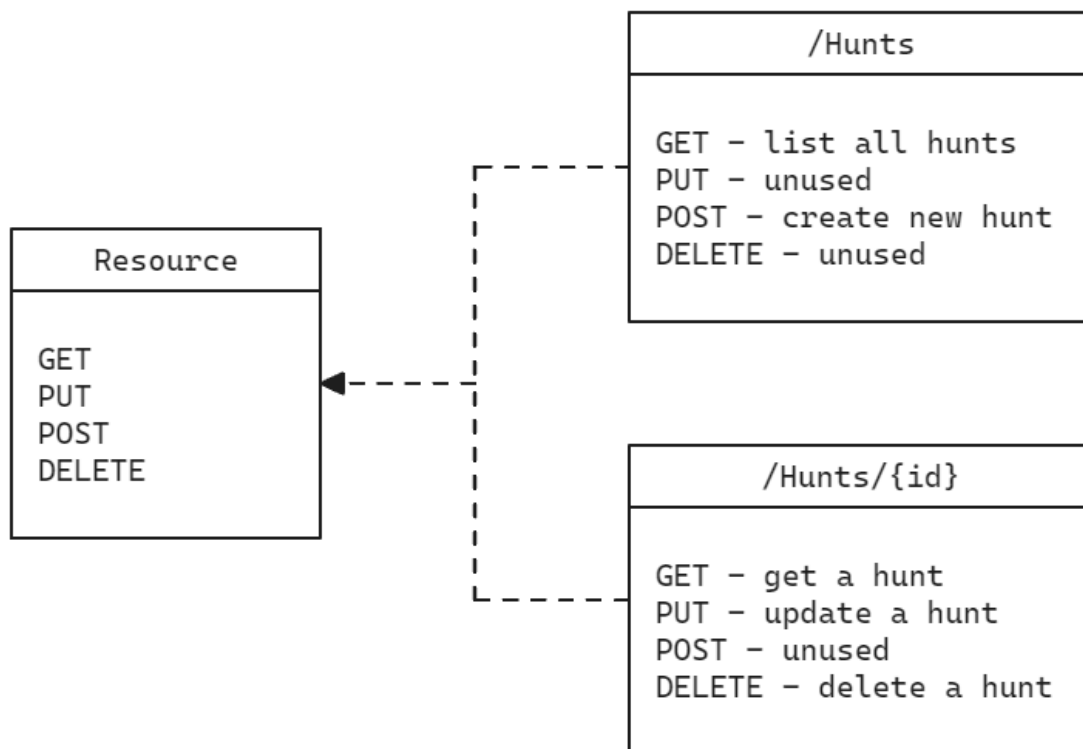 /Hunts
GET - list all hunts
PUT - unused
POST - create new hunt
DELETE - unused
Resource
GET
PUT
POST
DELETE
/Hunts/{id}
GET - get a hunt
PUT - update a hunt
POST - unused
DELETE - delete a hunt